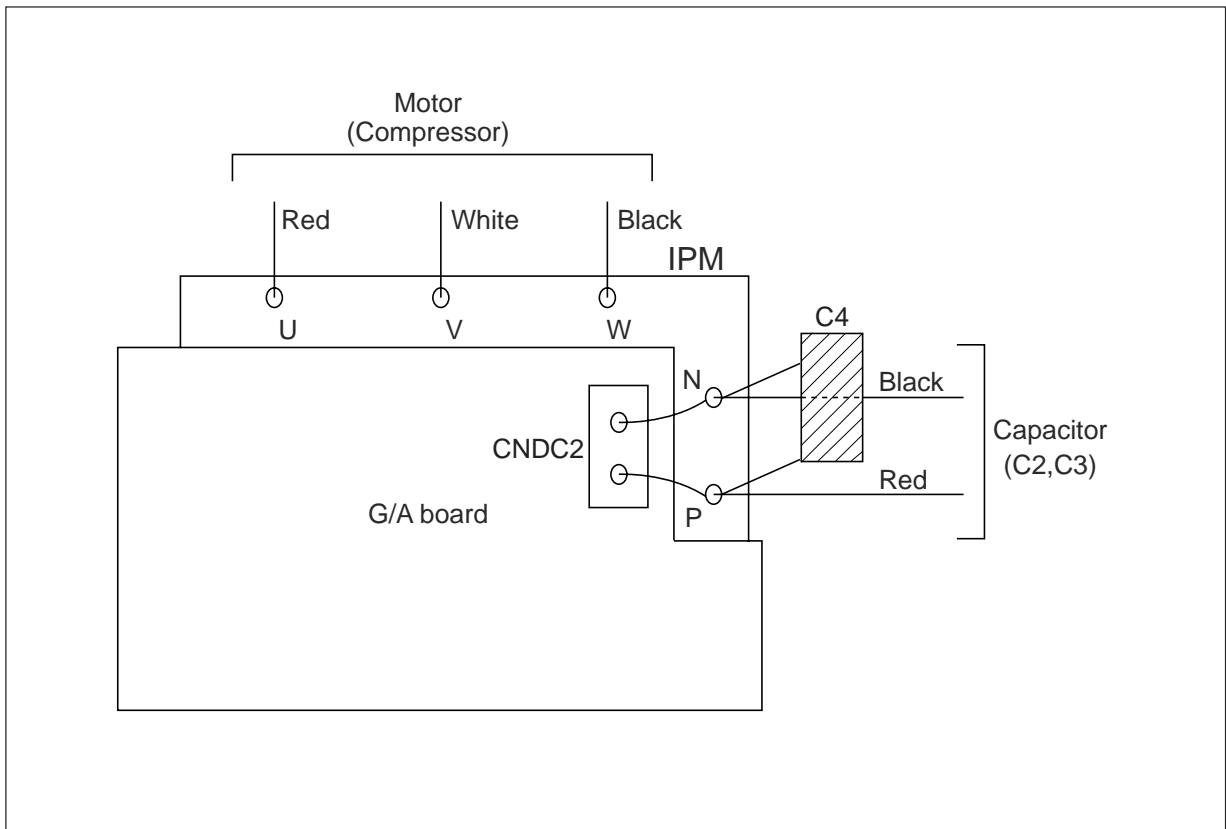 Motor
(Compressor)
Red
White
Black
IPM
U
V
W
C4
N
Black
CNDC2
Capacitor
(C2,C3)
Red
P
G/A board